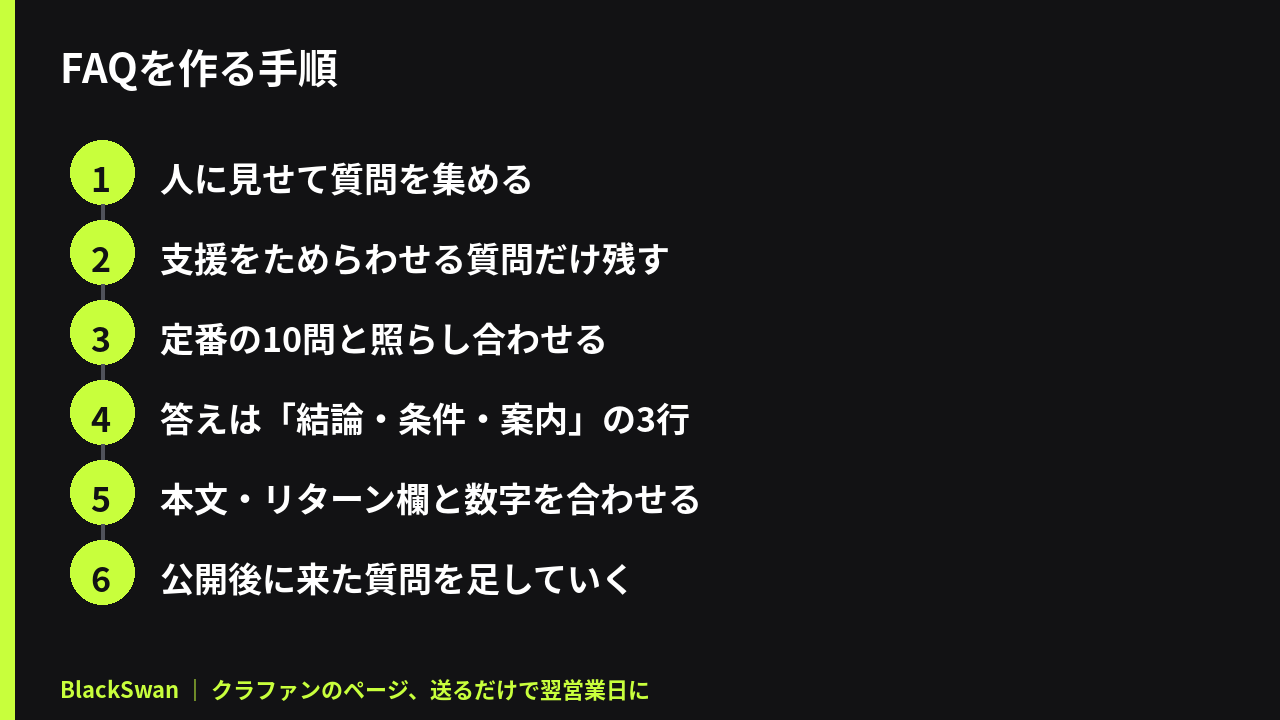 FAQを作る手順
1 人に見せて質問を集める
2 支援をためらわせる質問だけ残す
3 定番の10問と照らし合わせる
4 答えは「結論・条件・案内」の3行
5 本文・リターン欄と数字を合わせる
6 公開後に来た質問を足していく
BlackSwan｜クラファンのページ、送るだけで翌営業日に